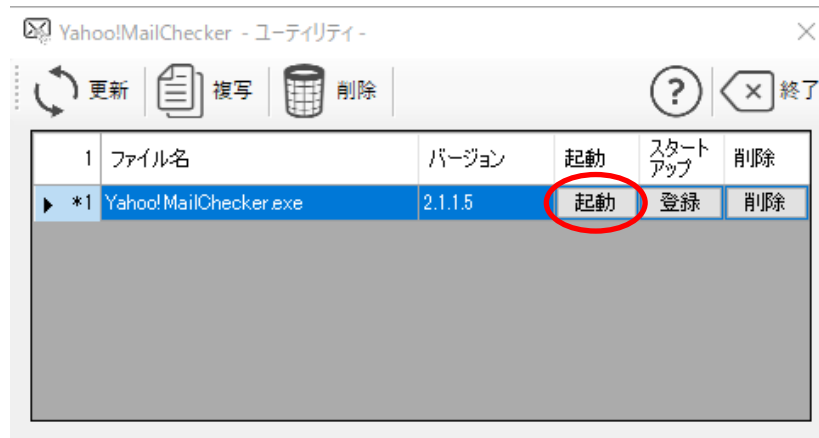 Yahoo!MailChecker - ユーティリティ -
更新 複写 削除 ? × 終了
1 ファイル名 バージョン 起動 スタートアップ 削除
*1 Yahoo!MailChecker.exe 2.1.1.5 起動 登録 削除